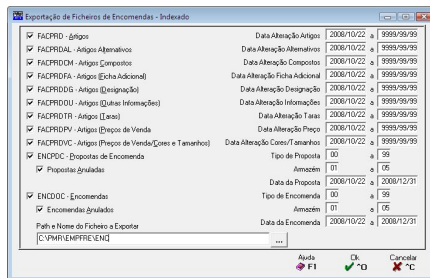 Exportação de Ficheiros de Encomendas - Indexado
FACPRD - Artigos Data Alteração Artigos 2008/10/22 a 9999/99/99
FACPRDAL - Artigos Alternativos Data Alteração Alternativos 2008/10/22 a 9999/99/99
FACPRDCM - Artigos Compostos Data Alteração Compostos 2008/10/22 a 9999/99/99
FACPRDFA - Artigos (Ficha Adicional) Data Alteração Ficha Adicional 2008/10/22 a 9999/99/99
FACPRDDG - Artigos (Designação) Data Alteração Designação 2008/10/22 a 9999/99/99
FACPRDOU - Artigos (Outras Informações) Data Alteração Informações 2008/10/22 a 9999/99/99
FACPRDTR - Artigos (Taras) Data Alteração Taras 2008/10/22 a 9999/99/99
FACPRDPV - Artigos (Preços de Venda Data Alteração Preço 2008/10/22 a 9999/99/99
FACPRDVC - Artigos (Preços de Venda/Cores e Tamanhos) Data Alteração Cores/Tamanhos 2008/10/22 a 9999/99/99
ENCPDC - Propostas de Encomenda Tipo de Proposta 00 a 99
Propostas Anuladas Armazém 01 a 05
Data da Proposta 2008/10/22 a 2008/12/31
ENCDOC - Encomendas Tipo de Encomenda 00 a 99
Encomendas Anulados Armazém 01 a 05
Data da Encomenda 2008/10/22 a 2008/12/31
Path e Nome do Ficheiro a Exportar
C:\PMR\EMPFRE\ENC ...
Ajuda Ok Cancelar
F1 ^O ^C